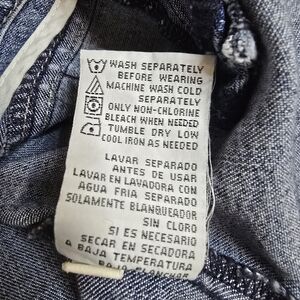 WASH SEPARATELY
BEFORE WEARING
MACHINE WASH COLD
SEPARATELY
ONLY NON-CHLORINE
BLEACH WHEN NEEDED
TUMBLE DRY LOW
COOL IRON AS NEEDED
LAVAR SEPARADO
ANTES DE USAR
LAVAR EN LAVADORA CON
AGUA FRIA SEPARADO
SOLAMENTE BLANQUEADOR
SIN CLORO
SI ES NECESARIO
SECAR EN SECADORA
A BAJA TEMPERATURA
BAJA